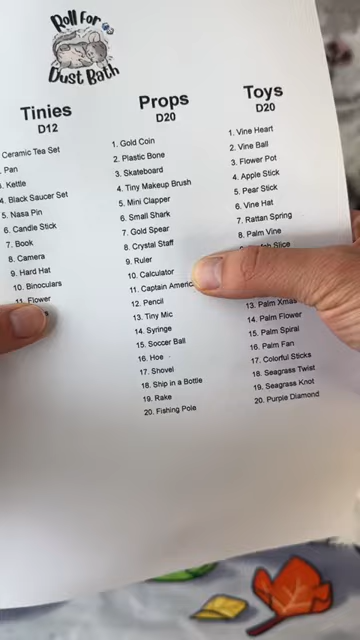 Roll For
Dust Bath
Tinies
D12
Ceramic Tea Set
Pan
Kettle
4. Black Saucer Set
5. Nasa Pin
6. Candle Stick
7. Book
8. Camera
9. Hard Hat
10. Binoculars
11. Flower
Props
D20
1. Gold Coin
2. Plastic Bone
3. Skateboard
4. Tiny Makeup Brush
5. Mini Clapper
6. Small Shark
7. Gold Spear
8. Crystal Staff
9. Ruler
10. Calculator
11. Captain
12. Pencil
13. Tiny Mic
14. Syringe
15. Soccer Ball
16. Hoe
17. Shovel
18. Ship in a Bottle
19. Rake
20. Fishing Pole
Toys
D20
1. Vine Heart
2. Vine Ball
3. Flower Pot
4. Apple Stick
5. Pear Stick
6. Vine Hat
7. Rattan Spring
8. Palm Vine
Slice
13. Palm Xmas
14. Palm Flower
15. Palm Spiral
16. Palm Fan
17. Colorful Sticks
18. Seagrass Twist
19. Seagrass Knot
20. Purple Diamond